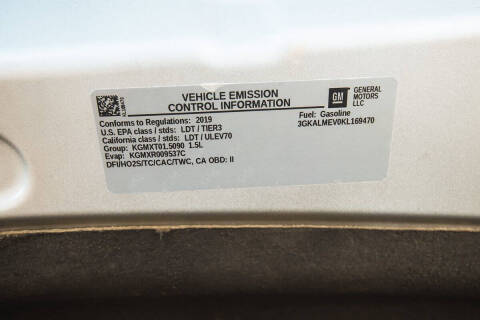 VEHICLE EMISSION
CONTROL INFORMATION
GM
GENERAL
MOTORS
LLC
Conforms to Regulations: 2019
U.S. EPA class / stds: LDT / TIER3
California class / stds: LDT / ULEV70
Group: KGMXT01.5090 1.5L
Evap: KGMXR009537C
DFI/HO2S/TC/CAC/TWC, CA OBD: II
Fuel: Gasoline
3GKALMEV0KL169470